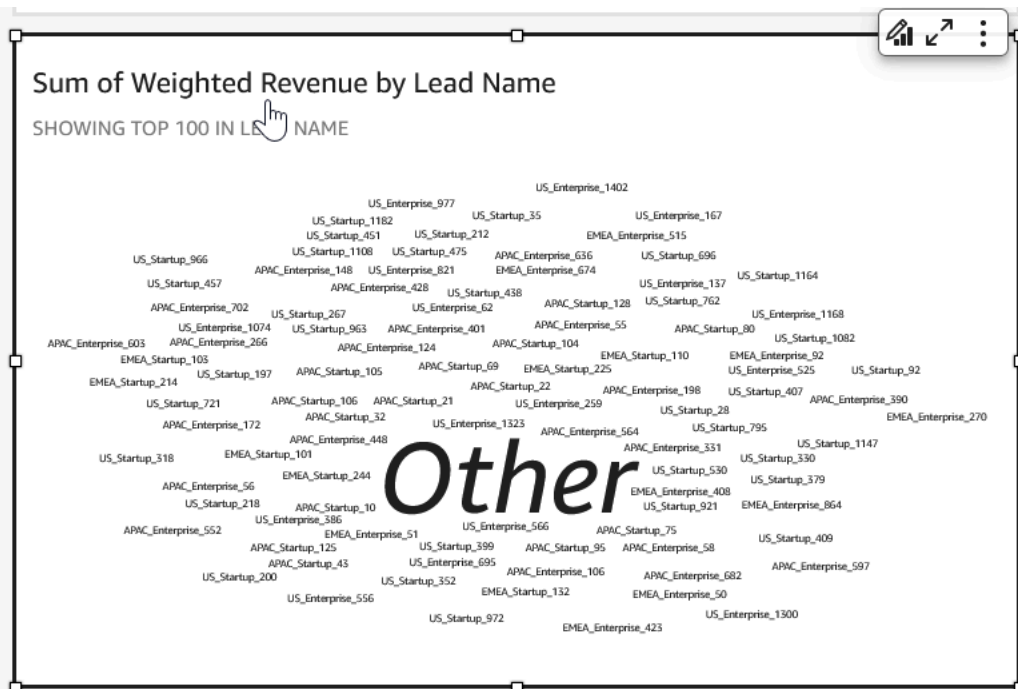 Sum of Weighted Revenue by Lead Name
SHOWING TOP 100 IN LE NAME
US_Enterprise_1402
US_Enterprise_977
US_Startup_35
US_Enterprise_167
US_Startup_1182
US_Startup_451
US_Startup_212
EMEA_Enterprise_515
US_Startup_1108
US_Startup_475
APAC_Enterprise_636
US_Startup_696
US_Startup_966
APAC_Enterprise_148
US_Enterprise_821
EMEA_Enterprise_674
US_Startup_1164
US_Startup_457
APAC_Enterprise_428
US_Startup_438
US_Enterprise_137
APAC_Enterprise_702
US_Startup_267
US_Enterprise_62
APAC_Startup_128
US_Startup_762
US_Enterprise_1168
US_Enterprise_1074
US_Startup_963
APAC_Enterprise_401
APAC_Enterprise_55
APAC_Startup_80
US_Startup_1082
APAC_Enterprise_603
APAC_Enterprise_266
APAC_Enterprise_124
APAC_Startup_104
EMEA_Startup_110
EMEA_Enterprise_92
EMEA_Startup_103
US_Startup_197
APAC_Startup_105
APAC_Startup_69
EMEA_Startup_225
US_Enterprise_525
US_Startup_92
EMEA_Startup_214
APAC_Startup_22
APAC_Enterprise_198
US_Startup_407
APAC_Enterprise_390
US_Startup_721
APAC_Startup_106
APAC_Startup_21
US_Enterprise_259
US_Startup_28
EMEA_Enterprise_270
APAC_Enterprise_172
APAC_Startup_32
US_Enterprise_1323
APAC_Enterprise_564
US_Startup_795
APAC_Enterprise_448
APAC_Enterprise_331
US_Startup_1147
US_Startup_318
EMEA_Startup_101
US_Startup_330
EMEA_Startup_244
Other
US_Startup_530
US_Startup_379
APAC_Enterprise_56
EMEA_Enterprise_408
US_Startup_218
APAC_Startup_10
US_Startup_921
EMEA_Enterprise_864
US_Enterprise_386
US_Enterprise_566
APAC_Enterprise_552
EMEA_Enterprise_51
APAC_Startup_75
US_Startup_409
APAC_Startup_125
US_Startup_399
APAC_Startup_95
APAC_Enterprise_58
APAC_Startup_43
US_Enterprise_695
APAC_Enterprise_597
US_Startup_200
US_Startup_352
APAC_Enterprise_106
APAC_Enterprise_682
US_Enterprise_556
EMEA_Startup_132
EMEA_Enterprise_50
US_Startup_972
US_Enterprise_1300
EMEA_Enterprise_423